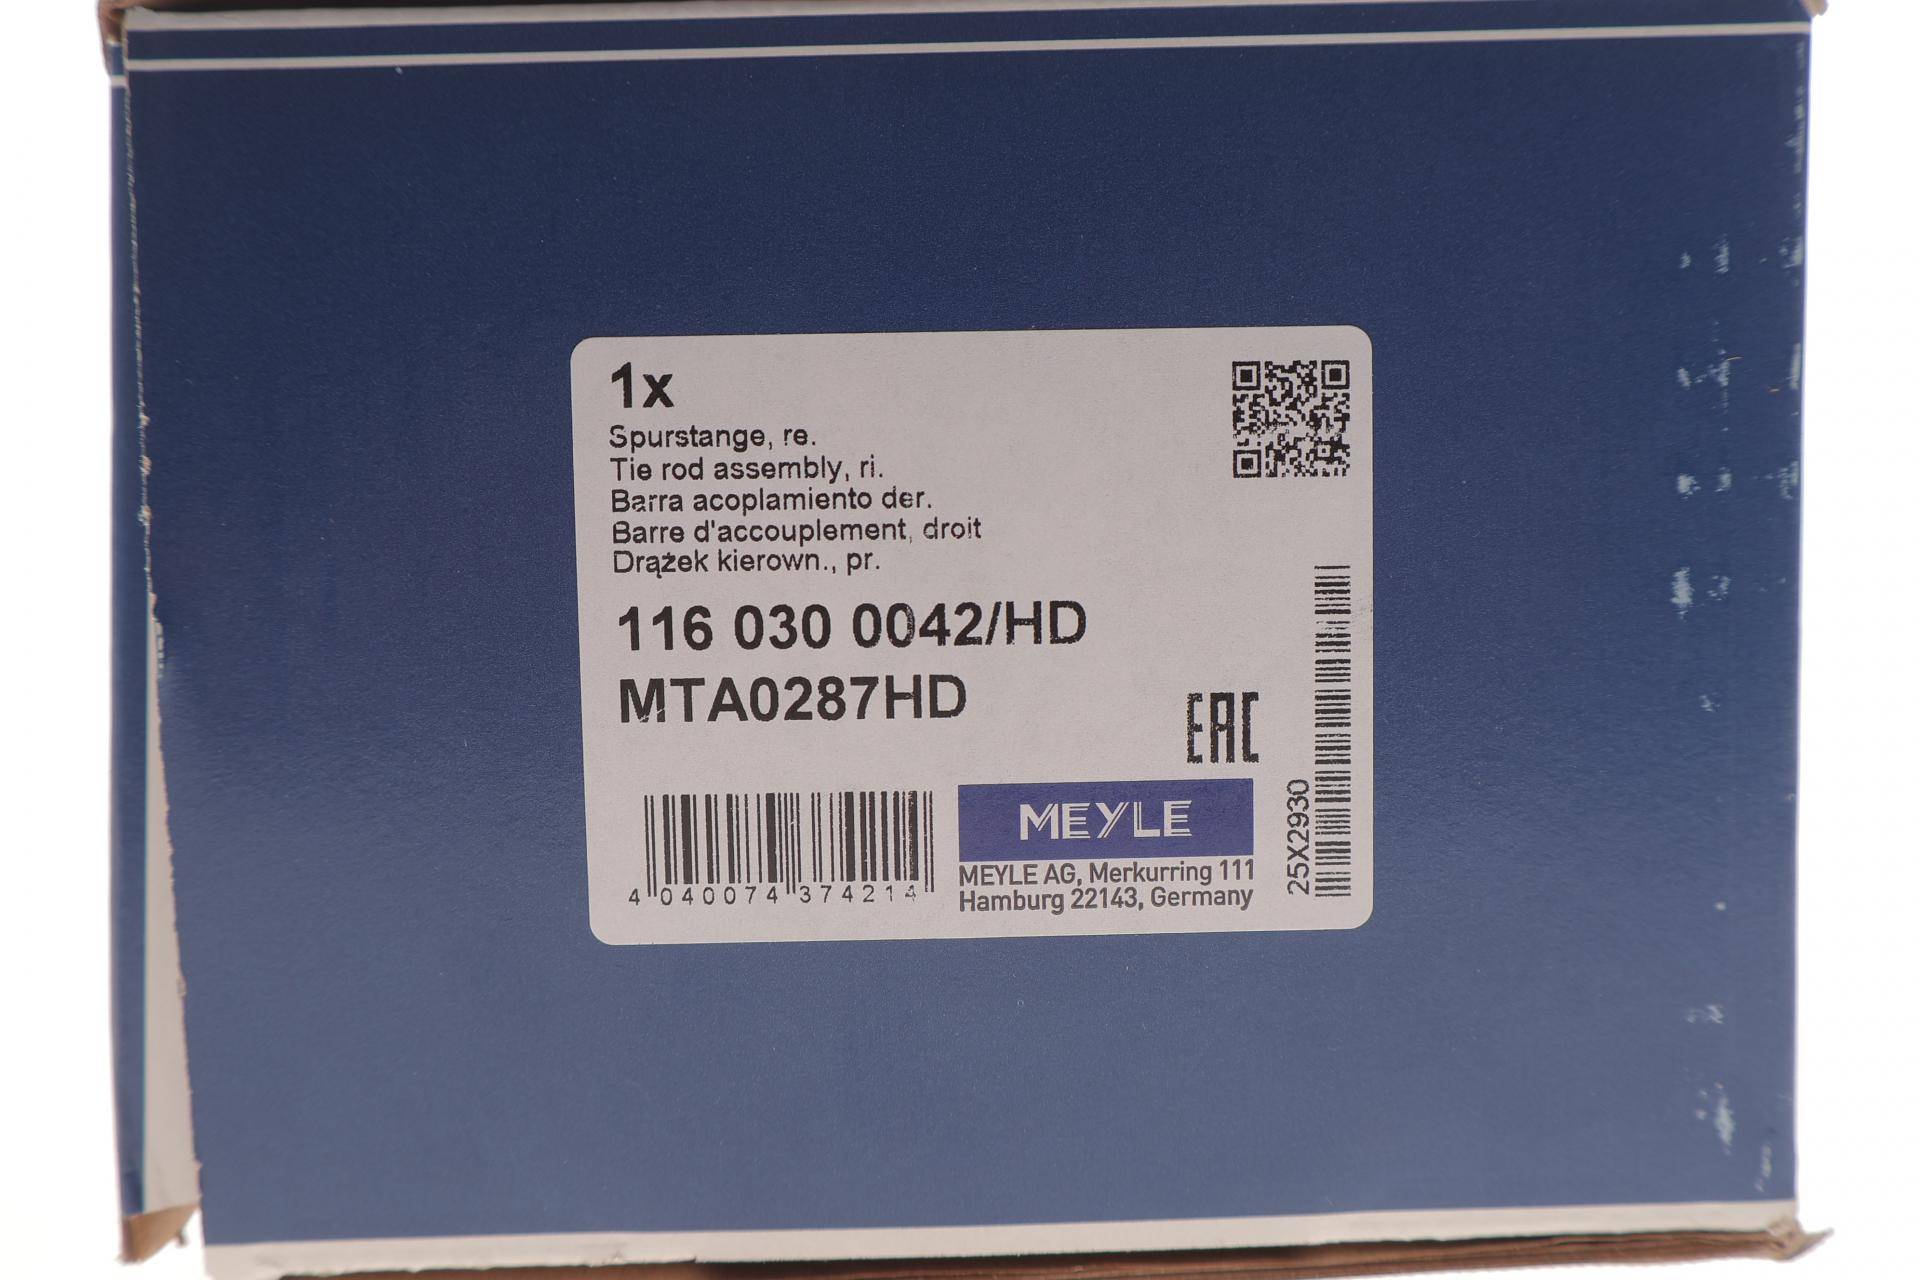 1x
Spurstange, re.
Tie rod assembly, ri.
Barra acoplamiento der.
Barre d'accouplement, droit
Drążek kierown., pr.
116 030 0042/HD
MTA0287HD
EAC
MEYLE
MEYLE AG, Merkurring 111
Hamburg 22143, Germany
4 040074 374214
25X2930